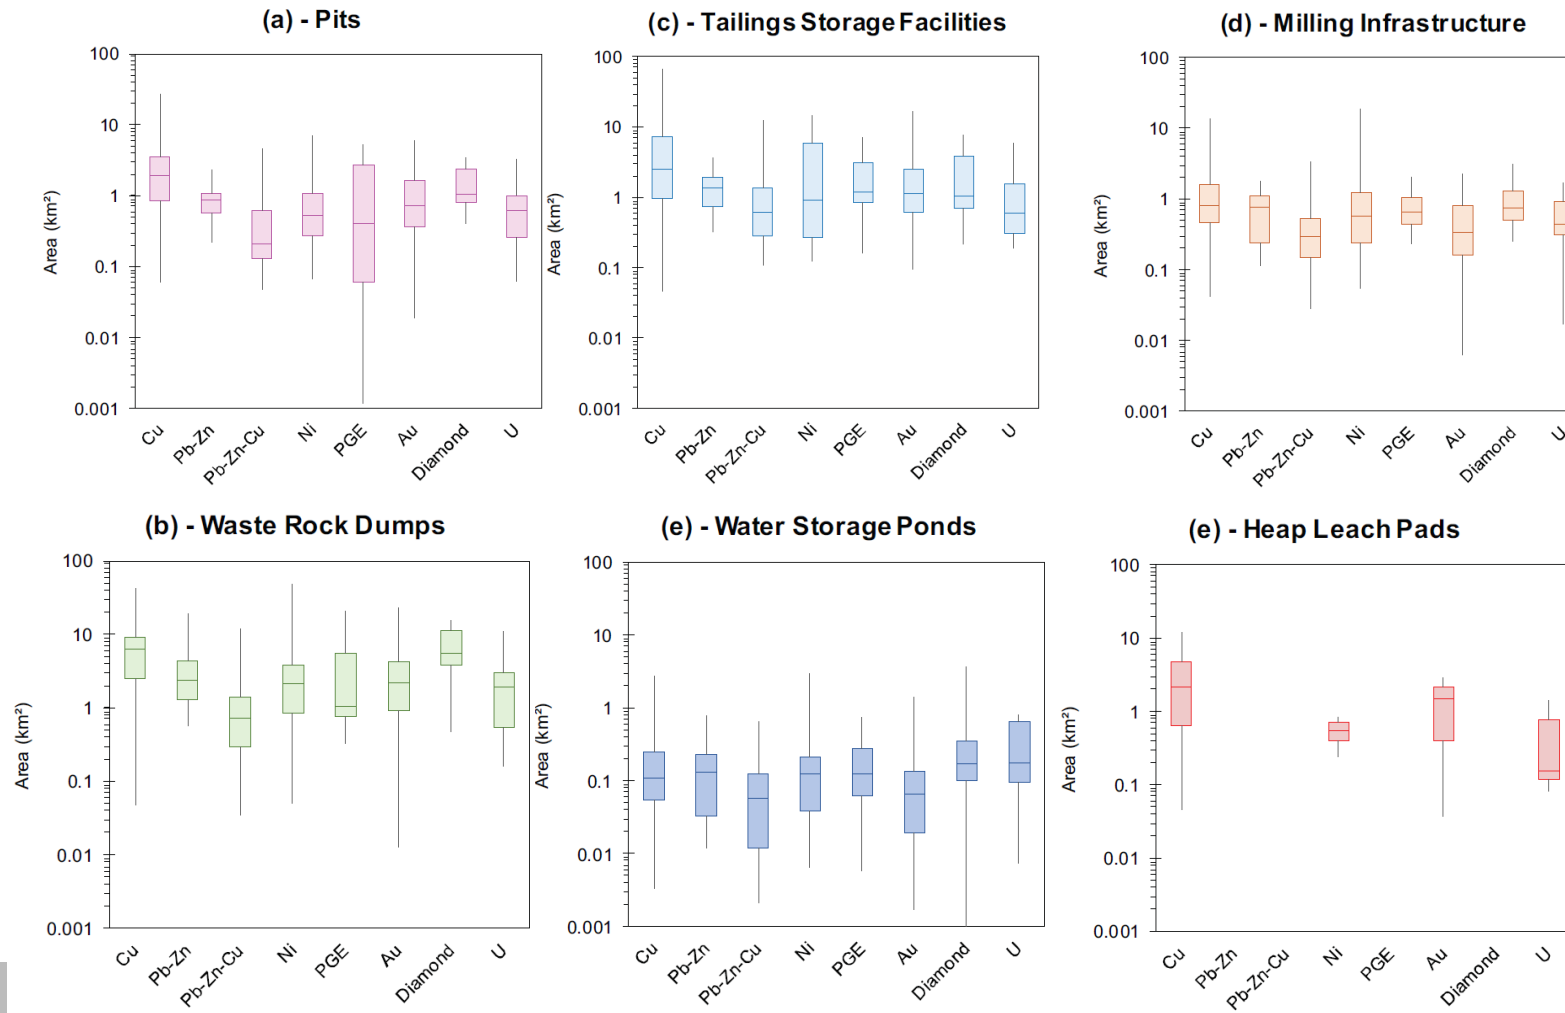 (a) - Pits
100
10
1
0.1
0.01
0.001
Area (km²)
Cu
Pb-Zn
Pb-Zn-Cu
Ni
PGE
Au
Diamond
U
(c) - Tailings Storage Facilities
100
10
1
0.1
0.01
0.001
Area (km²)
Cu
Pb-Zn
Pb-Zn-Cu
Ni
PGE
Au
Diamond
U
(d) - Milling Infrastructure
100
10
1
0.1
0.01
0.001
Area (km²)
Cu
Pb-Zn
Pb-Zn-Cu
Ni
PGE
Au
Diamond
U
(b) - Waste Rock Dumps
100
10
1
0.1
0.01
0.001
Area (km²)
Cu
Pb-Zn
Pb-Zn-Cu
Ni
PGE
Au
Diamond
U
(e) - Water Storage Ponds
100
10
1
0.1
0.01
0.001
Area (km²)
Cu
Pb-Zn
Pb-Zn-Cu
Ni
PGE
Au
Diamond
U
(e) - Heap Leach Pads
100
10
1
0.1
0.01
0.001
Area (km²)
Cu
Pb-Zn
Pb-Zn-Cu
Ni
PGE
Au
Diamond
U